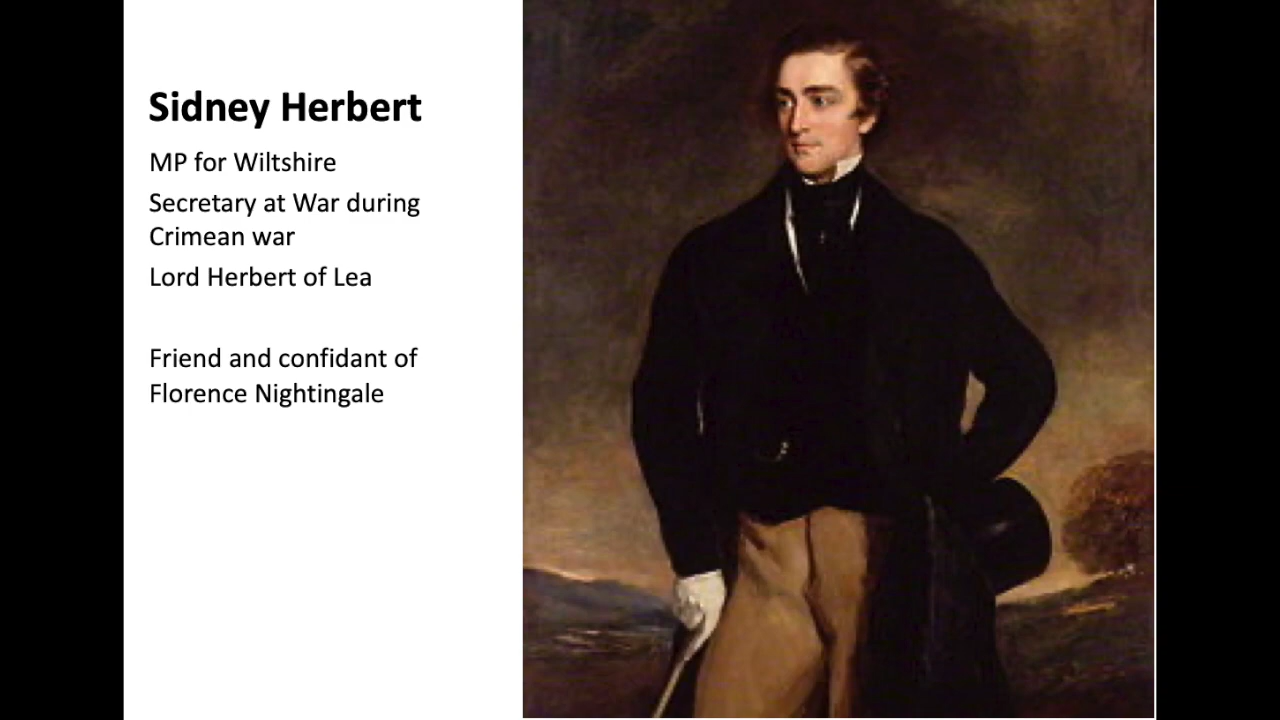 Sidney Herbert
MP for Wiltshire
Secretary at War during
Crimean war
Lord Herbert of Lea
Friend and confidant of
Florence Nightingale